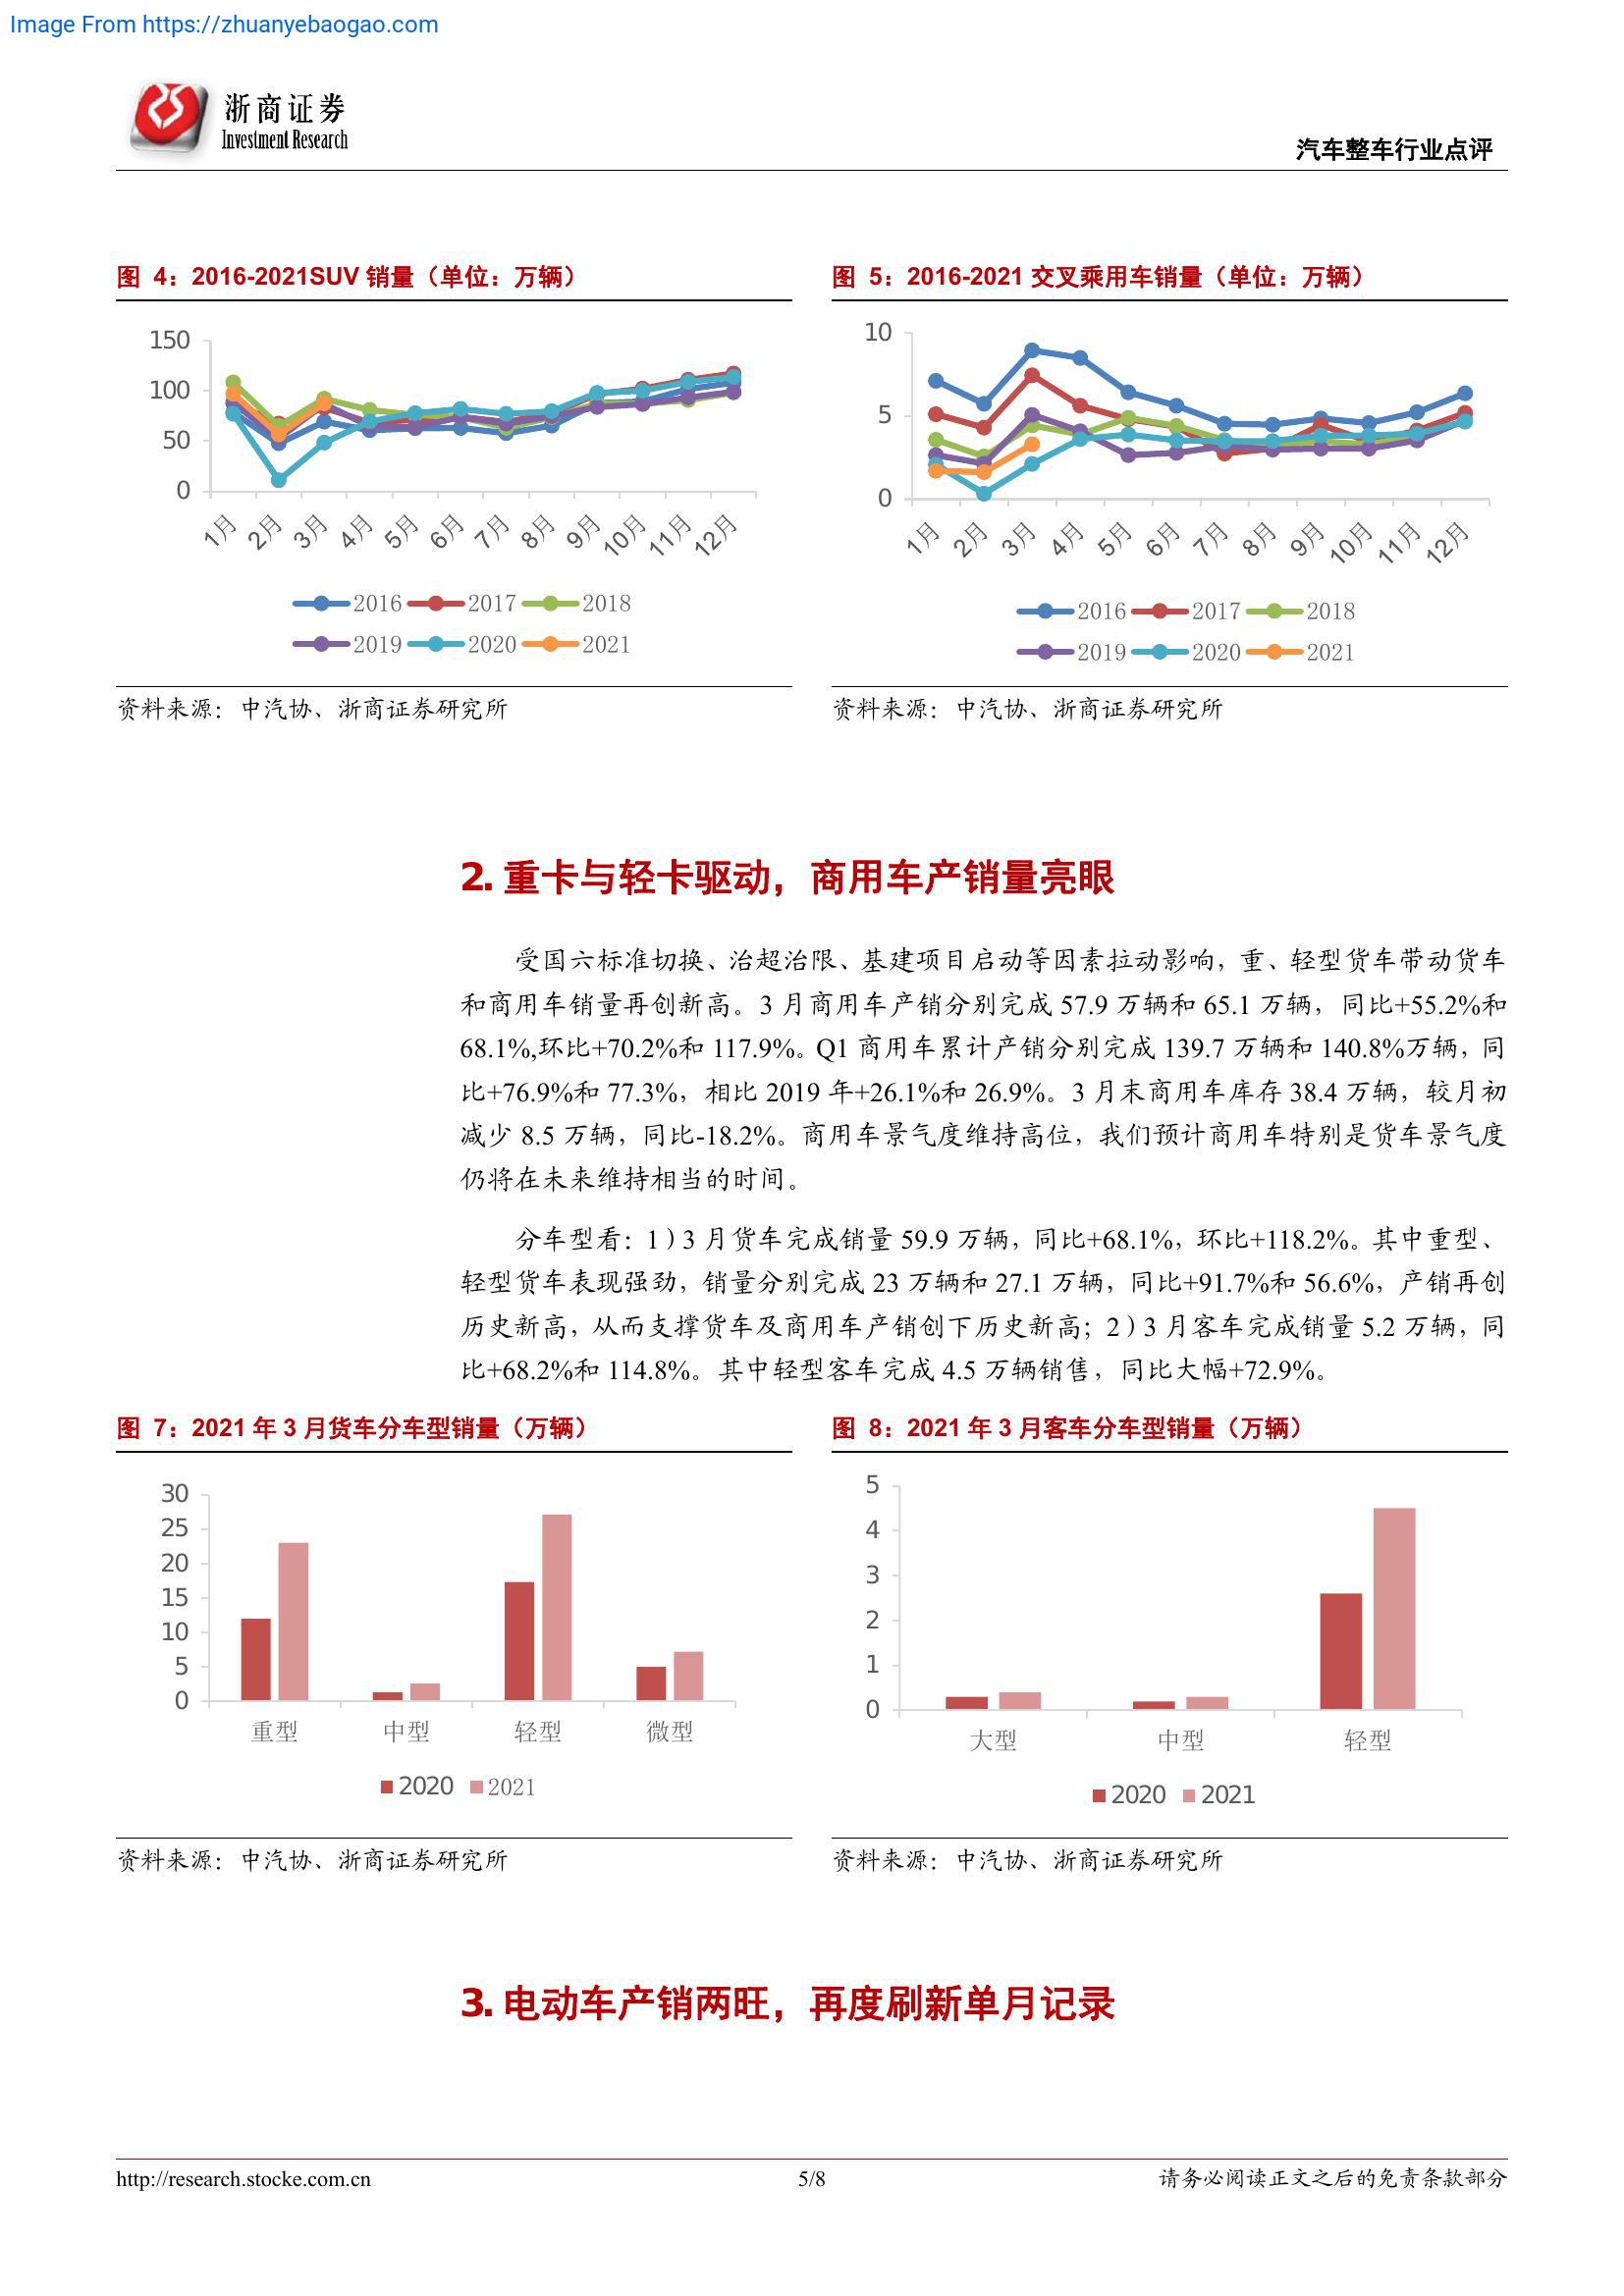 Image From https://zhuanyebaogao.com
浙商证券
Investment Research
汽车整车行业点评
图 4：2016-2021SUV 销量（单位：万辆）
150
100
50
0
1月 2月 3月 4月 5月 6月 7月 8月 9月 10月 11月 12月
2016 2017 2018
2019 2020 2021
资料来源：中汽协、浙商证券研究所
图 5：2016-2021 交叉乘用车销量（单位：万辆）
10
5
0
1月 2月 3月 4月 5月 6月 7月 8月 9月 10月 11月 12月
2016 2017 2018
2019 2020 2021
资料来源：中汽协、浙商证券研究所
2. 重卡与轻卡驱动，商用车产销量亮眼
受国六标准切换、治超治限、基建项目启动等因素拉动影响，重、轻型货车带动货车
和商用车销量再创新高。3 月商用车产销分别完成 57.9 万辆和 65.1 万辆，同比+55.2%和
68.1%,环比+70.2%和 117.9%。Q1 商用车累计产销分别完成 139.7 万辆和 140.8%万辆，同
比+76.9%和 77.3%，相比 2019 年+26.1%和 26.9%。3 月末商用车库存 38.4 万辆，较月初
减少 8.5 万辆，同比-18.2%。商用车景气度维持高位，我们预计商用车特别是货车景气度
仍将在未来维持相当的时间。
分车型看：1）3 月货车完成销量 59.9 万辆，同比+68.1%，环比+118.2%。其中重型、
轻型货车表现强劲，销量分别完成 23 万辆和 27.1 万辆，同比+91.7%和 56.6%，产销再创
历史新高，从而支撑货车及商用车产销创下历史新高；2）3 月客车完成销量 5.2 万辆，同
比+68.2%和 114.8%。其中轻型客车完成 4.5 万辆销售，同比大幅+72.9%。
图 7：2021 年 3 月货车分车型销量（万辆）
30
25
20
15
10
5
0
重型 中型 轻型 微型
2020 2021
资料来源：中汽协、浙商证券研究所
图 8：2021 年 3 月客车分车型销量（万辆）
5
4
3
2
1
0
大型 中型 轻型
2020 2021
资料来源：中汽协、浙商证券研究所
3. 电动车产销两旺，再度刷新单月记录
http://research.stocke.com.cn
5/8
请务必阅读正文之后的免责条款部分